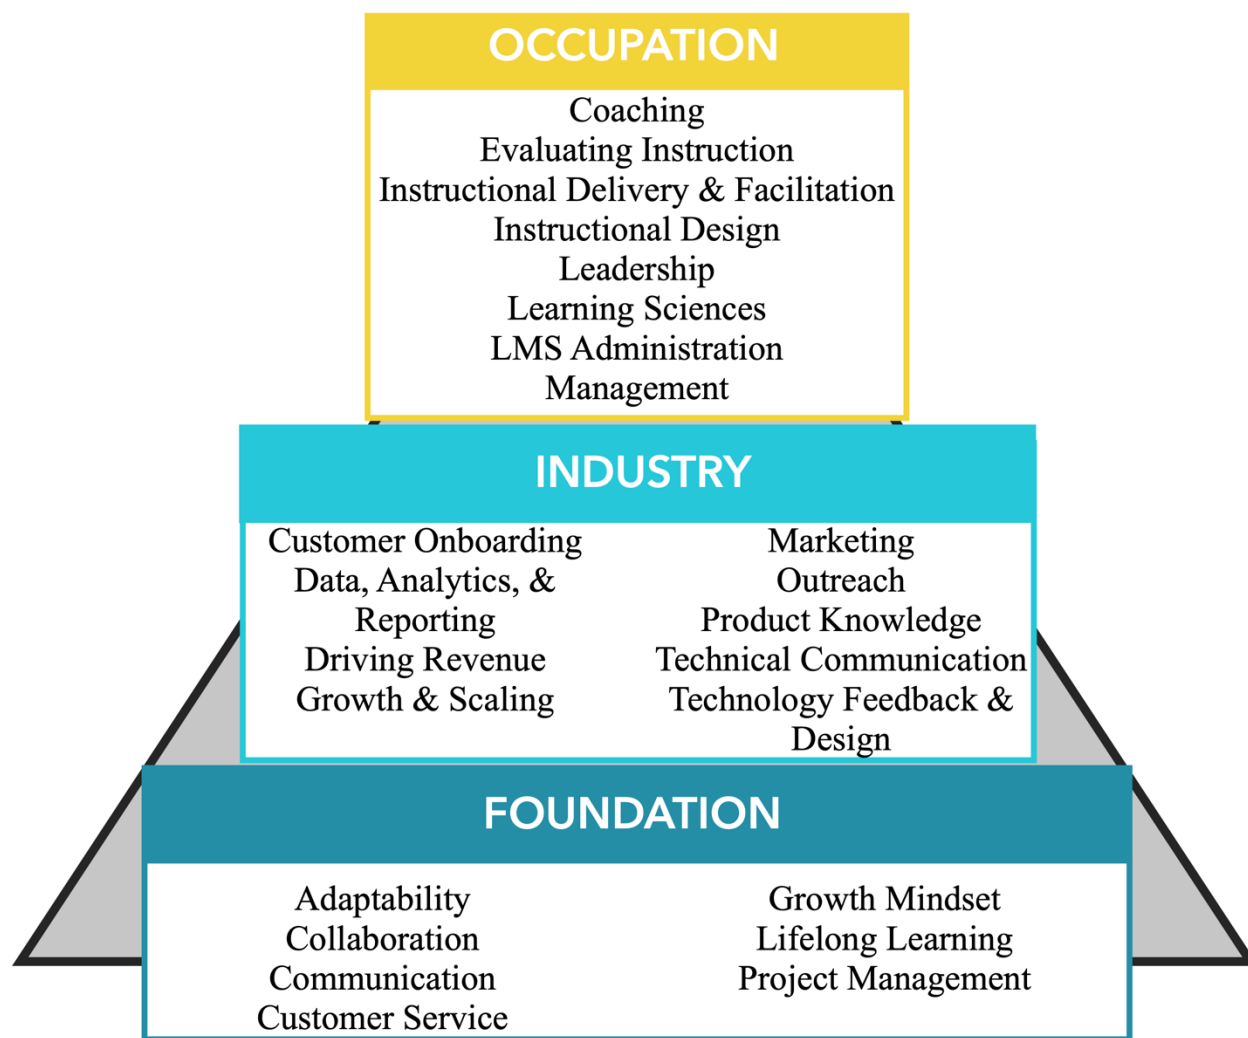 OCCUPATION
Coaching
Evaluating Instruction
Instructional Delivery & Facilitation
Instructional Design
Leadership
Learning Sciences
LMS Administration
Management
INDUSTRY
Customer Onboarding
Data, Analytics, &
Reporting
Driving Revenue
Growth & Scaling
Marketing
Outreach
Product Knowledge
Technical Communication
Technology Feedback &
Design
FOUNDATION
Adaptability
Collaboration
Communication
Customer Service
Growth Mindset
Lifelong Learning
Project Management